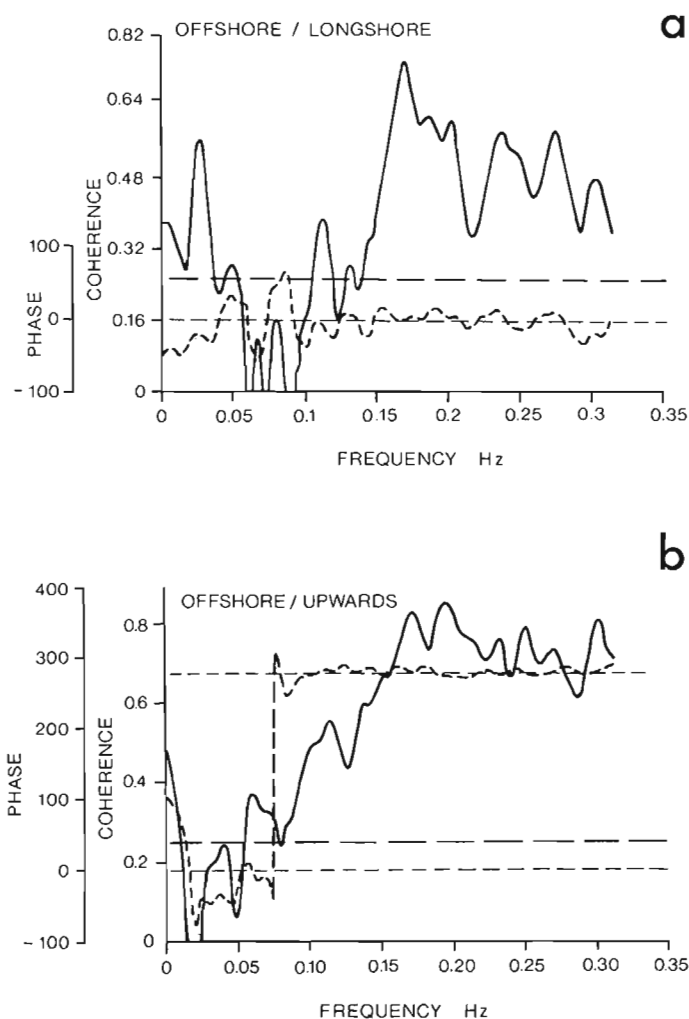 a
OFFSHORE / LONGSHORE
0.82
0.64
0.48
0.32
0.16
0
COHERENCE
100
0
- 100
PHASE
0 0.05 0.1 0.15 0.2 0.25 0.3 0.35
FREQUENCY Hz
b
OFFSHORE / UPWARDS
400
300
200
100
0
- 100
PHASE
0.8
0.6
0.4
0.2
0
COHERENCE
0 0.05 0.10 0.15 0.20 0.25 0.30 0.35
FREQUENCY Hz